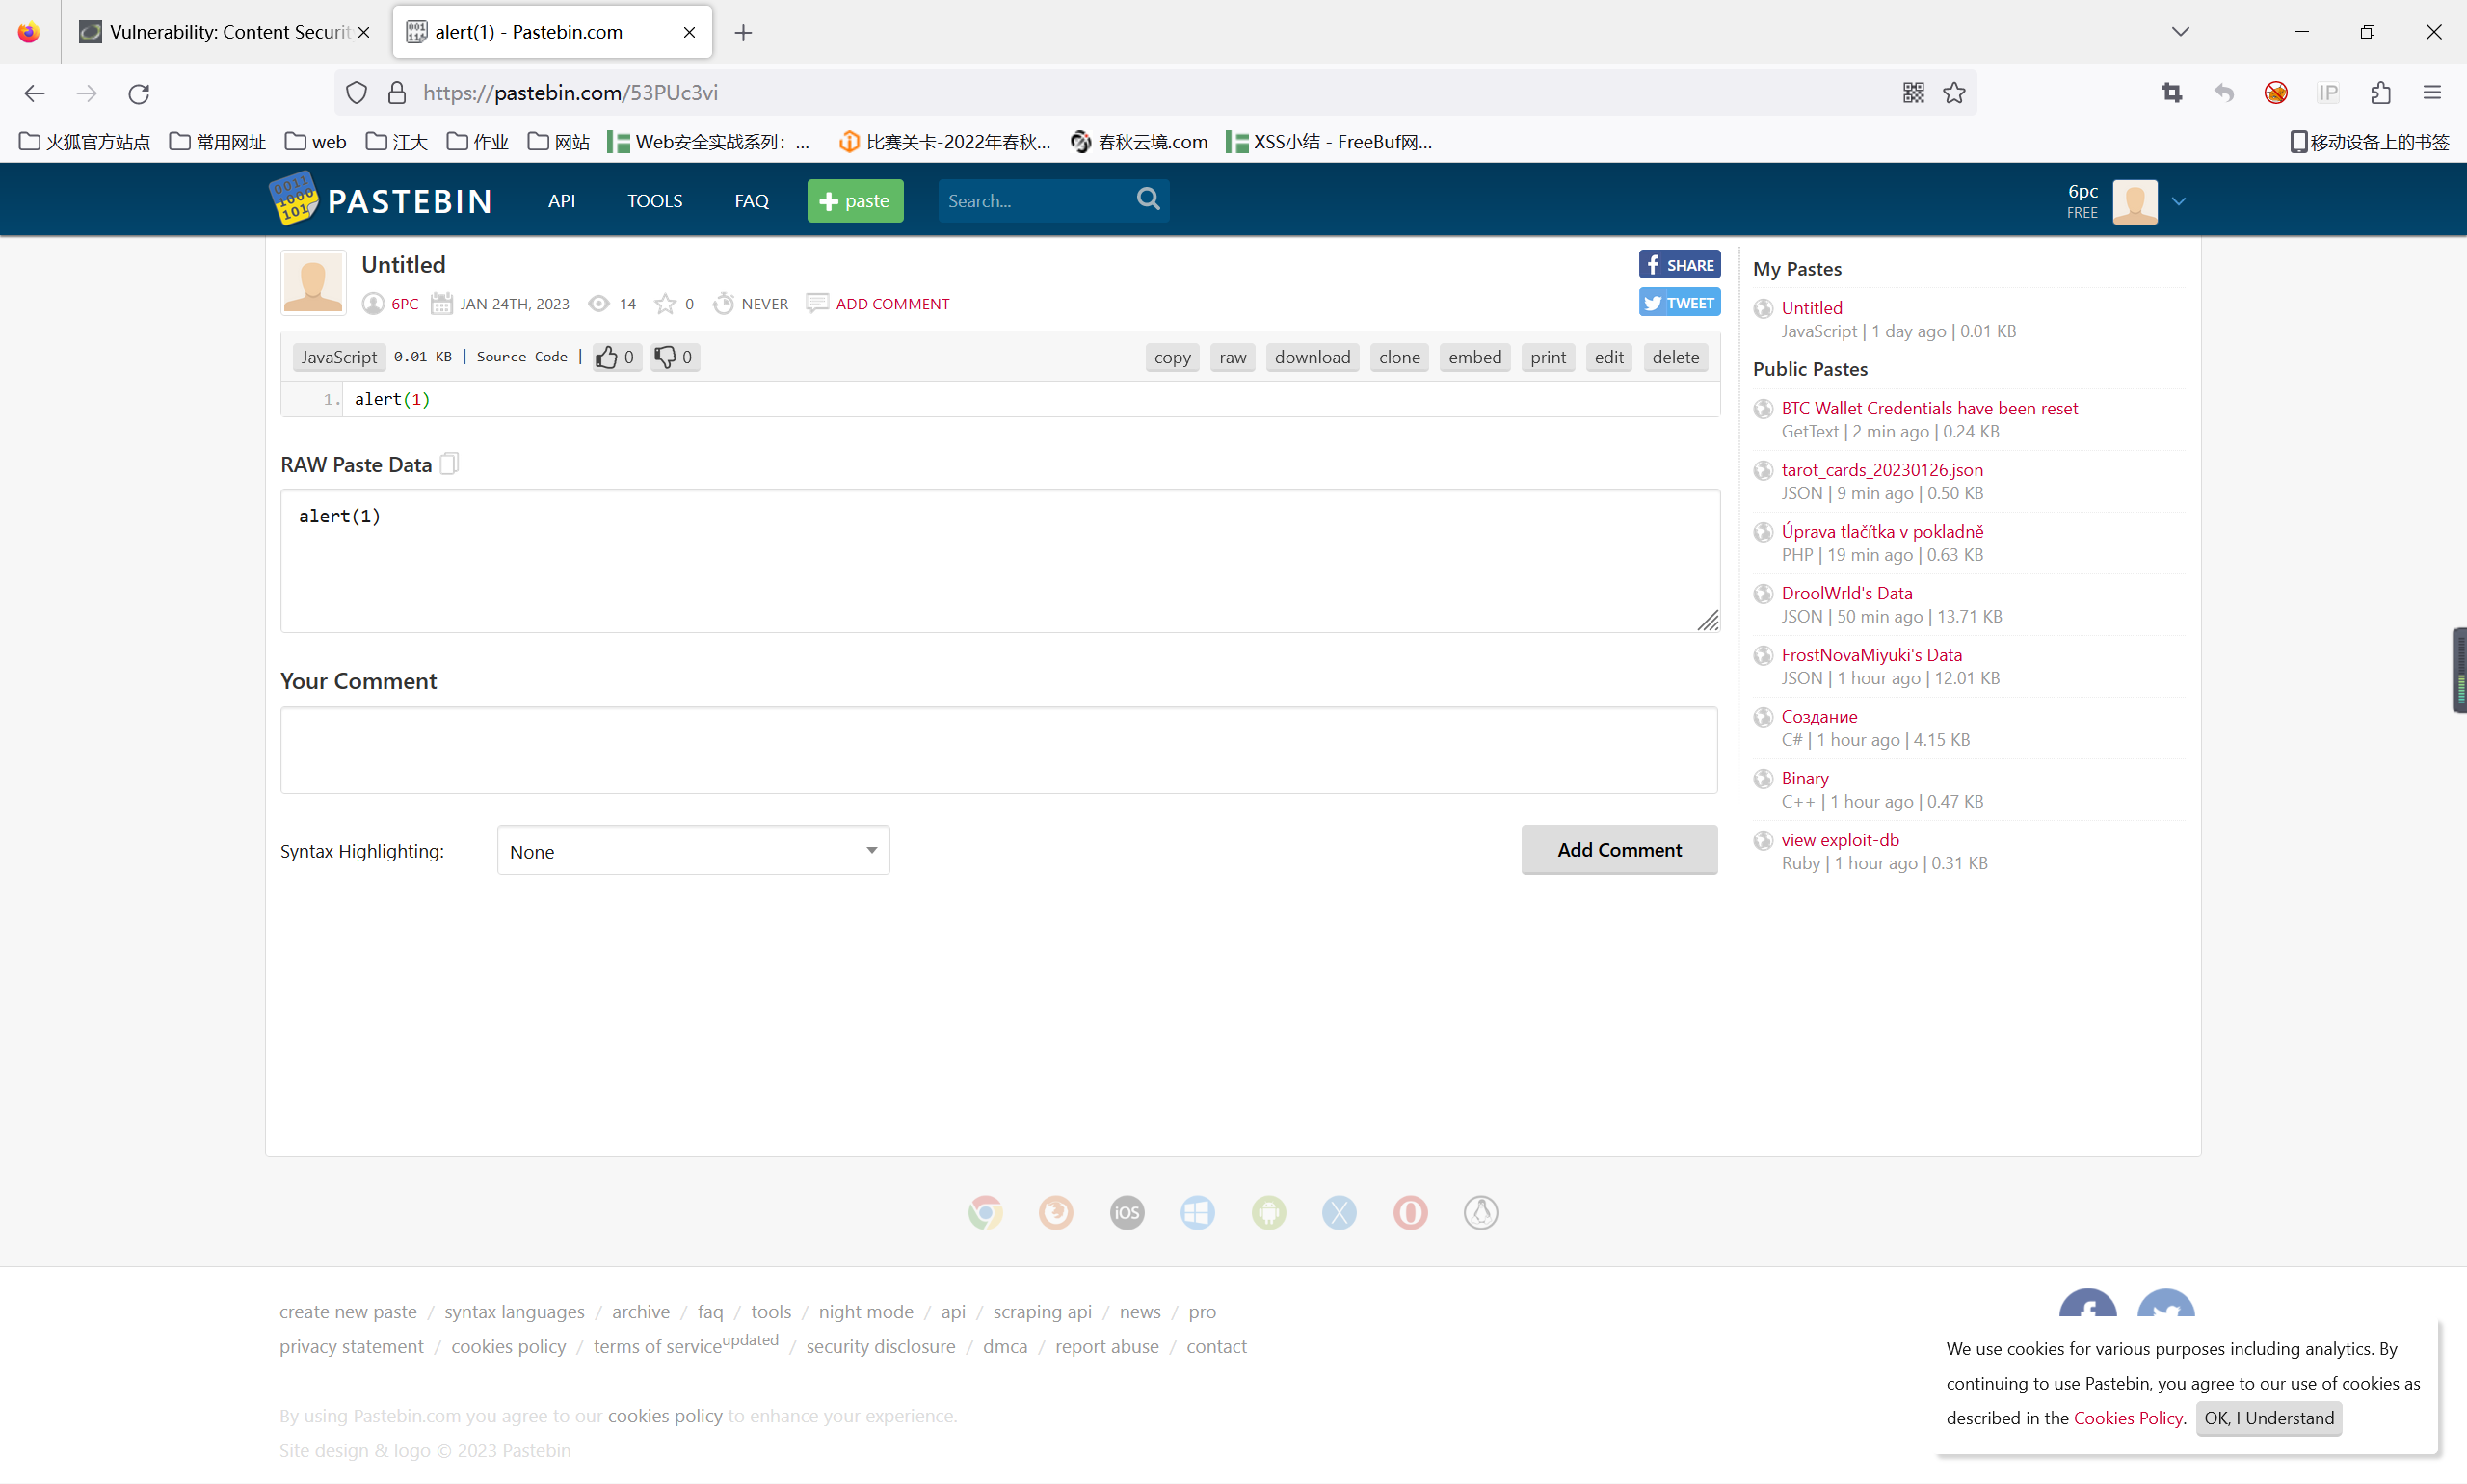 Vulnerability: Content Securit
alert(1) - Pastebin.com
https://pastebin.com/53PUc3vi
IP
火狐官方站点 常用网址 web 江大 作业 网站 Web安全实战系列：... 比赛关卡-2022年春秋... 春秋云境.com XSS小结 - FreeBuf网... 移动设备上的书签
PASTEBIN API TOOLS FAQ paste Search... 6pc
FREE
Untitled
6PC JAN 24TH, 2023 14 0 NEVER ADD COMMENT
SHARE
TWEET
JavaScript 0.01 KB | Source Code | 0 0 copy raw download clone embed print edit delete
1. alert(1)
RAW Paste Data
alert(1)
Your Comment
Syntax Highlighting: None Add Comment
My Pastes
Untitled
JavaScript | 1 day ago | 0.01 KB
Public Pastes
BTC Wallet Credentials have been reset
GetText | 2 min ago | 0.24 KB
tarot_cards_20230126.json
JSON | 9 min ago | 0.50 KB
Úprava tlačítka v pokladně
PHP | 19 min ago | 0.63 KB
DroolWrld's Data
JSON | 50 min ago | 13.71 KB
FrostNovaMiyuki's Data
JSON | 1 hour ago | 12.01 KB
Создание
C# | 1 hour ago | 4.15 KB
Binary
C++ | 1 hour ago | 0.47 KB
view exploit-db
Ruby | 1 hour ago | 0.31 KB
iOS
create new paste / syntax languages / archive / faq / tools / night mode / api / scraping api / news / pro
privacy statement / cookies policy / terms of service updated / security disclosure / dmca / report abuse / contact
By using Pastebin.com you agree to our cookies policy to enhance your experience.
Site design & logo © 2023 Pastebin
We use cookies for various purposes including analytics. By
continuing to use Pastebin, you agree to our use of cookies as
described in the Cookies Policy. OK, I Understand